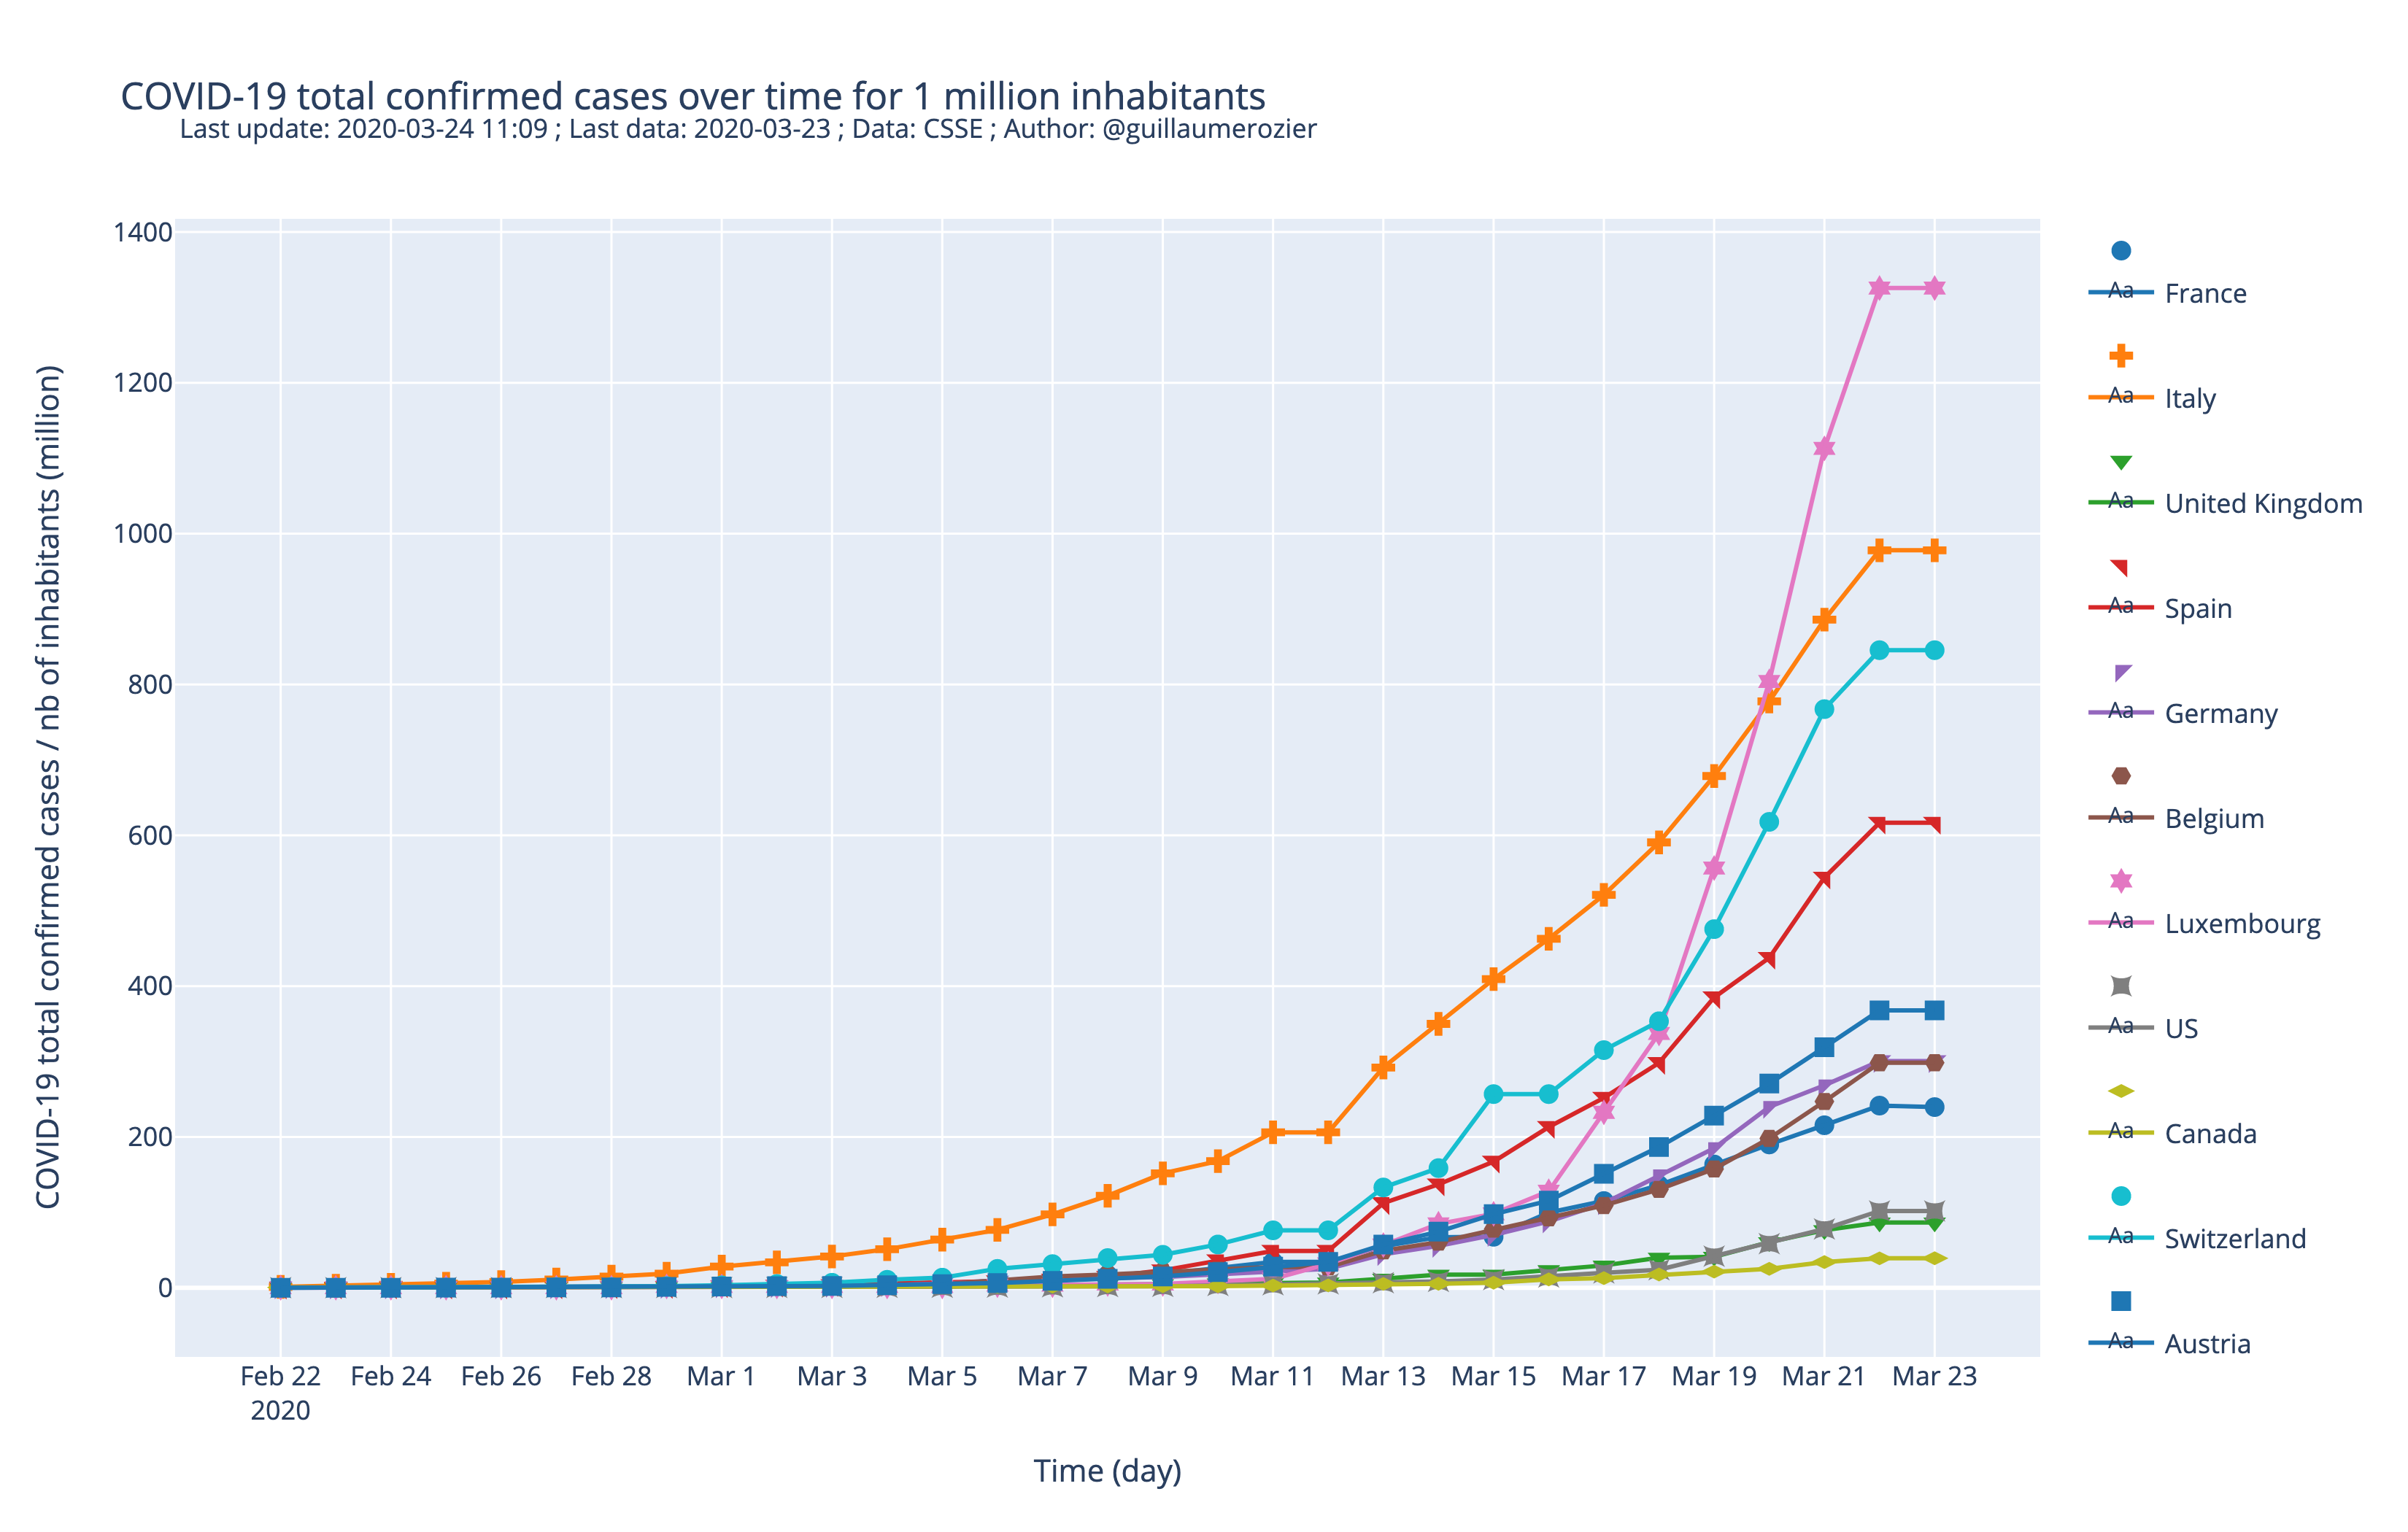 COVID-19 total confirmed cases over time for 1 million inhabitants
Last update: 2020-03-24 11:09 ; Last data: 2020-03-23 ; Data: CSSE ; Author: @guillaumerozier
COVID-19 total confirmed cases / nb of inhabitants (million)
1400
1200
1000
800
600
400
200
0
Feb 22
2020
Feb 24
Feb 26
Feb 28
Mar 1
Mar 3
Mar 5
Mar 7
Mar 9
Mar 11
Mar 13
Mar 15
Mar 17
Mar 19
Mar 21
Mar 23
Time (day)
Aa France
Aa Italy
Aa United Kingdom
Aa Spain
Aa Germany
Aa Belgium
Aa Luxembourg
Aa US
Aa Canada
Aa Switzerland
Aa Austria